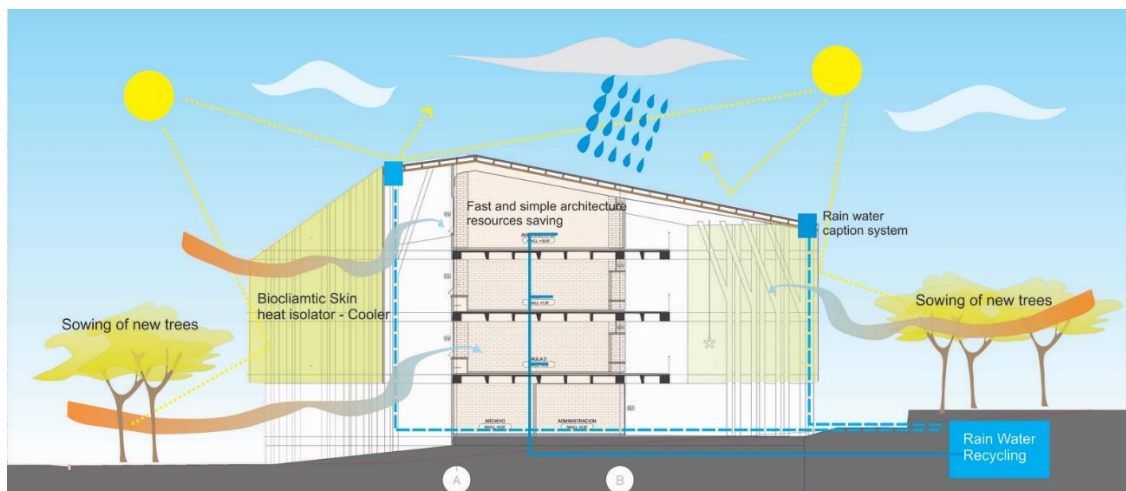 Fast and simple architecture
resources saving
Rain water
caption system
Biocliamtic Skin
heat isolator - Cooler
Sowing of new trees
Sowing of new trees
AULA 2
ARCHIVO
ADMINISTRACION
Rain Water
Recycling
A
B